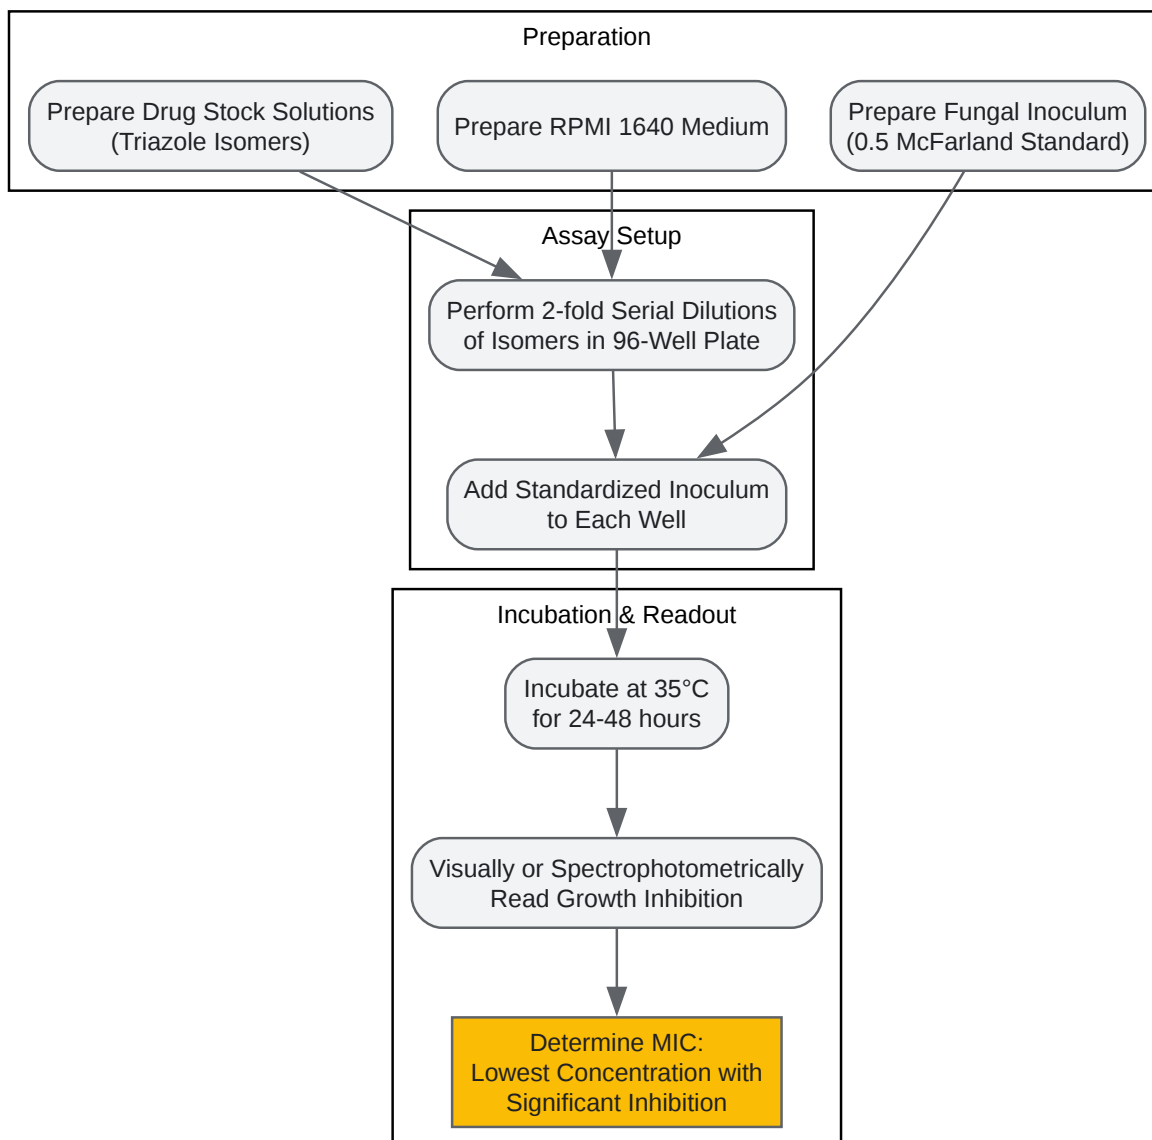 Preparation
Prepare Drug Stock Solutions
(Triazole Isomers)
Prepare RPMI 1640 Medium
Prepare Fungal Inoculum
(0.5 McFarland Standard)
Assay Setup
Perform 2-fold Serial Dilutions
of Isomers in 96-Well Plate
Add Standardized Inoculum
to Each Well
Incubation & Readout
Incubate at 35°C
for 24-48 hours
Visually or Spectrophotometrically
Read Growth Inhibition
Determine MIC:
Lowest Concentration with
Significant Inhibition